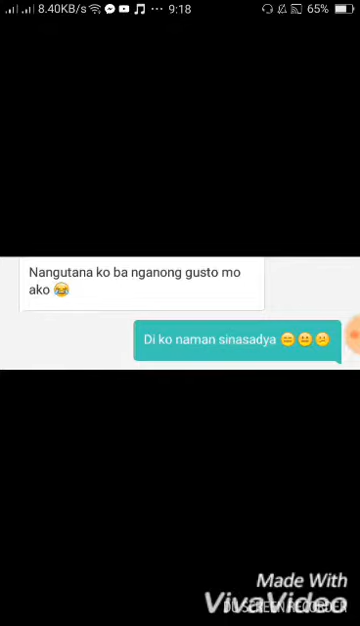 8.40KB/s ... 9:18 65%
Nangutana ko ba nganong gusto mo
ako 😂
Di ko naman sinasadya 😑😐🫤
Made With
VivaVideo
DU SCREEN RECORDER